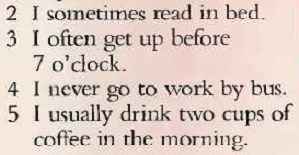 2 I sometimes read in bed.
3 I often get up before
7 o'clock.
4 I never go to work by bus.
5 I usually drink two cups of
coffee in the morning.